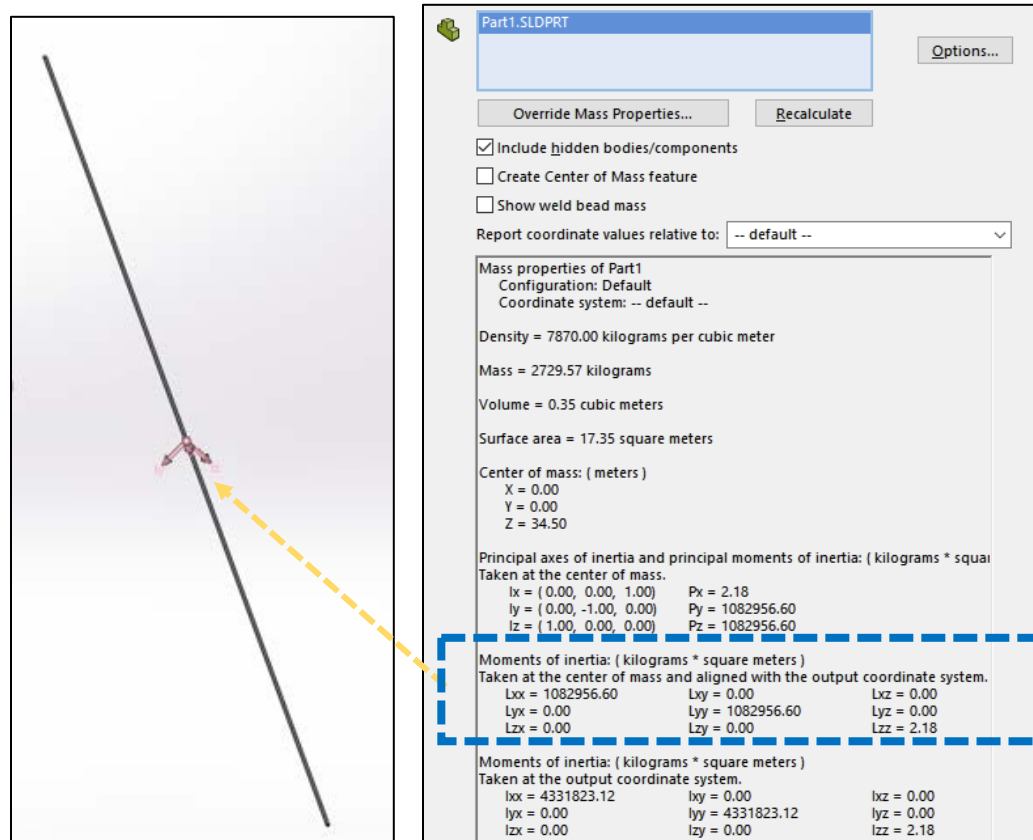 Part1.SLDPRT
Options...
Override Mass Properties... Recalculate
Include hidden bodies/components
Create Center of Mass feature
Show weld bead mass
Report coordinate values relative to: -- default --
Mass properties of Part1
Configuration: Default
Coordinate system: -- default --
Density = 7870.00 kilograms per cubic meter
Mass = 2729.57 kilograms
Volume = 0.35 cubic meters
Surface area = 17.35 square meters
Center of mass: ( meters )
X = 0.00
Y = 0.00
Z = 34.50
Principal axes of inertia and principal moments of inertia: ( kilograms * squar
Taken at the center of mass.
Ix = ( 0.00, 0.00, 1.00) Px = 2.18
Iy = ( 0.00, -1.00, 0.00) Py = 1082956.60
Iz = ( 1.00, 0.00, 0.00) Pz = 1082956.60
Moments of inertia: ( kilograms * square meters )
Taken at the center of mass and aligned with the output coordinate system.
Lxx = 1082956.60 Lxy = 0.00 Lxz = 0.00
Lyx = 0.00 Lyy = 1082956.60 Lyz = 0.00
Lzx = 0.00 Lzy = 0.00 Lzz = 2.18
Moments of inertia: ( kilograms * square meters )
Taken at the output coordinate system.
Ixx = 4331823.12 Ixy = 0.00 Ixz = 0.00
Iyx = 0.00 Iyy = 4331823.12 Iyz = 0.00
Izx = 0.00 Izy = 0.00 Izz = 2.18